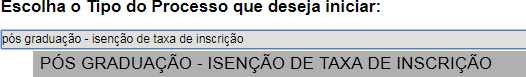 Escolha o Tipo do Processo que deseja iniciar:
pós graduação - isenção de taxa de inscrição
PÓS GRADUAÇÃO - ISENÇÃO DE TAXA DE INSCRIÇÃO